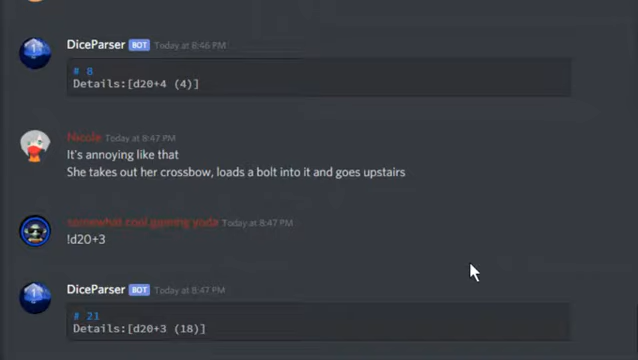 DiceParser BOT Today at 8:46 PM
# 8
Details:[d20+4 (4)]
Nicole Today at 8:47 PM
It's annoying like that
She takes out her crossbow, loads a bolt into it and goes upstairs
somewhat cool gaming yoda Today at 8:47 PM
!d20+3
DiceParser BOT Today at 8:47 PM
# 21
Details:[d20+3 (18)]